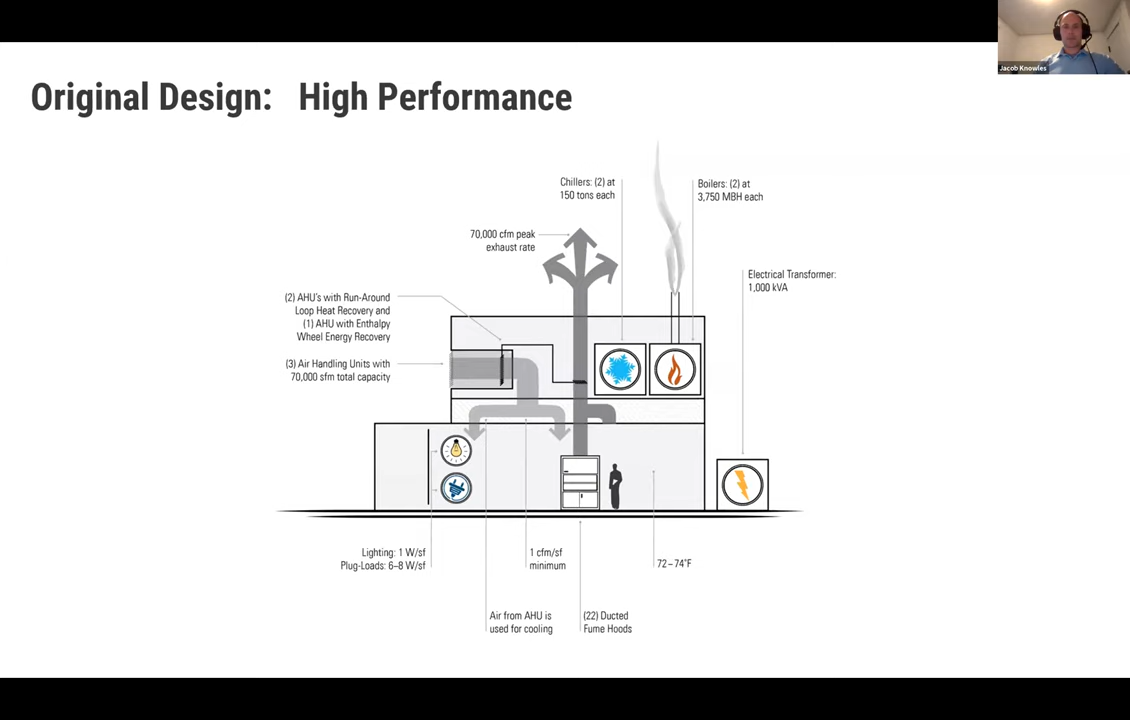 Jacob Knowles
Original Design: High Performance
Chillers: (2) at
150 tons each
Boilers: (2) at
3,750 MBH each
70,000 cfm peak
exhaust rate
Electrical Transformer:
1,000 kVA
(2) AHU's with Run-Around
Loop Heat Recovery and
(1) AHU with Enthalpy
Wheel Energy Recovery
(3) Air Handling Units with
70,000 sfm total capacity
Lighting: 1 W/sf
Plug-Loads: 6–8 W/sf
1 cfm/sf
minimum
72–74°F
Air from AHU is
used for cooling
(22) Ducted
Fume Hoods